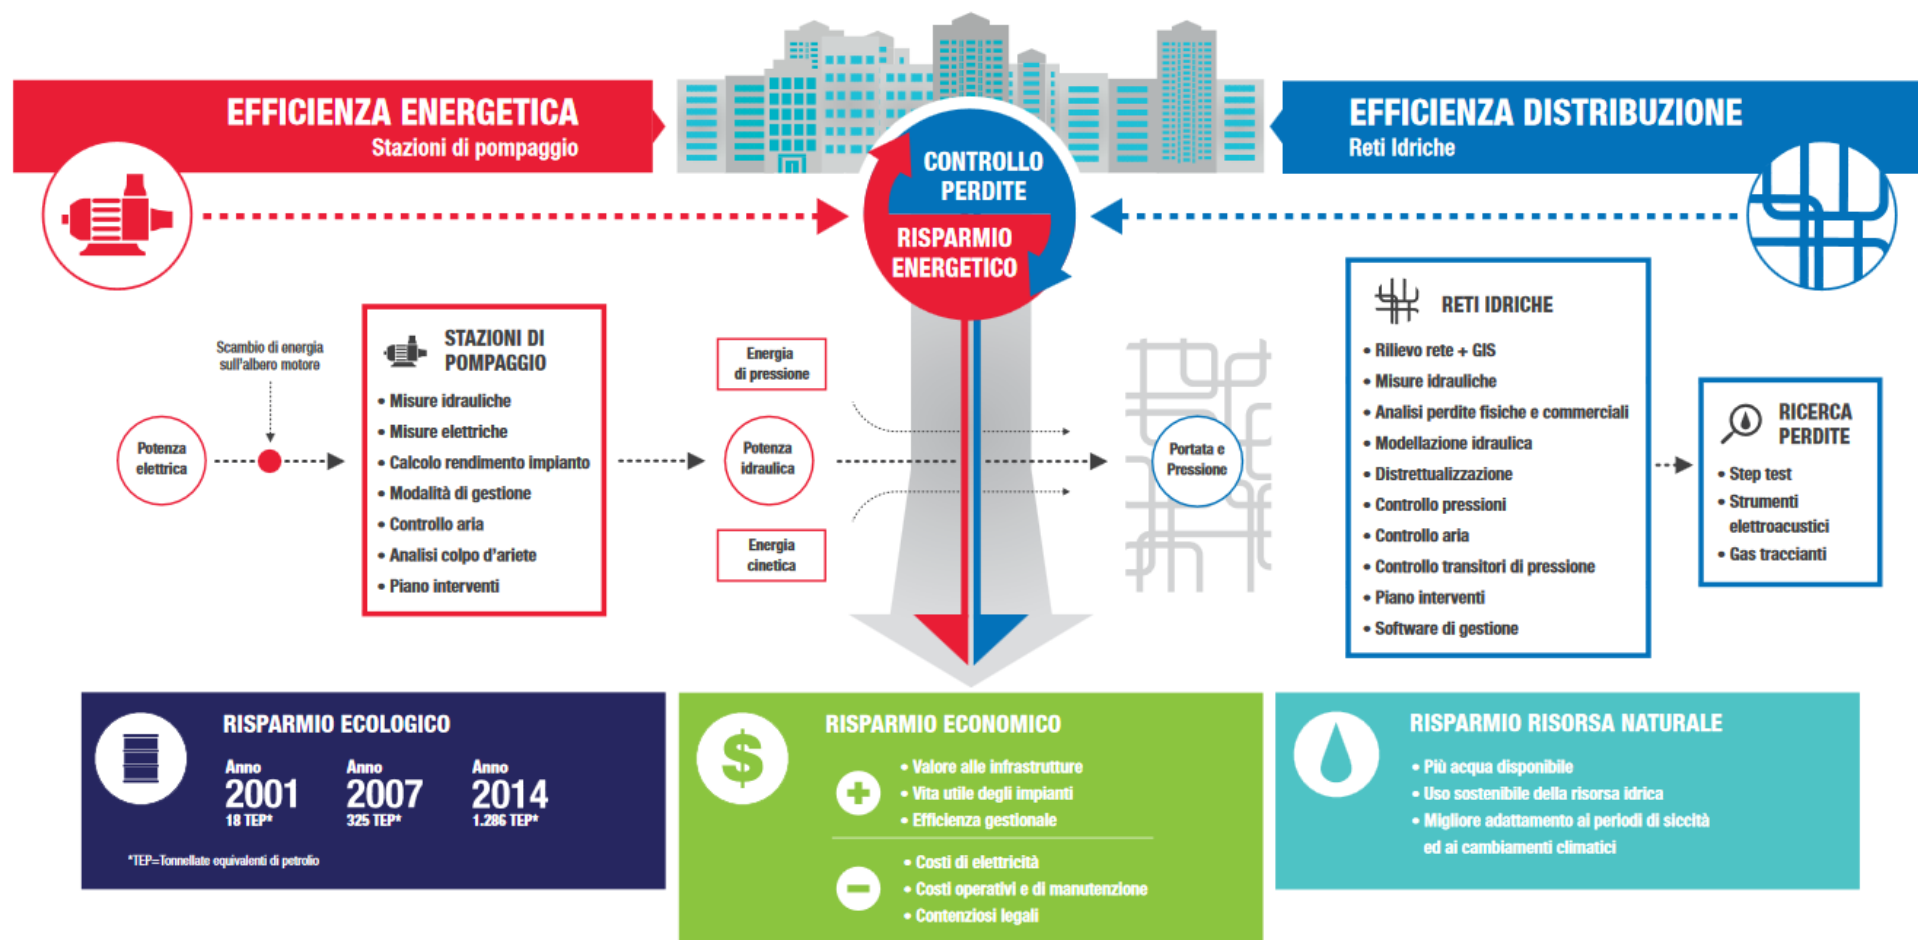 EFFICIENZA ENERGETICA
Stazioni di pompaggio
EFFICIENZA DISTRIBUZIONE
Reti Idriche
CONTROLLO
PERDITE
RISPARMIO
ENERGETICO
Scambio di energia
sull'albero motore
Potenza
elettrica
STAZIONI DI
POMPAGGIO
• Misure idrauliche
• Misure elettriche
• Calcolo rendimento impianto
• Modalità di gestione
• Controllo aria
• Analisi colpo d'ariete
• Piano interventi
Energia
di pressione
Potenza
idraulica
Energia
cinetica
Portata e
Pressione
RETI IDRICHE
• Rilievo rete + GIS
• Misure idrauliche
• Analisi perdite fisiche e commerciali
• Modellazione idraulica
• Distrettualizzazione
• Controllo pressioni
• Controllo aria
• Controllo transitori di pressione
• Piano interventi
• Software di gestione
RICERCA
PERDITE
• Step test
• Strumenti
elettroacustici
• Gas traccianti
RISPARMIO ECOLOGICO
Anno
2001
18 TEP*
Anno
2007
325 TEP*
Anno
2014
1.286 TEP*
*TEP=Tonnellate equivalenti di petrolio
$
RISPARMIO ECONOMICO
• Valore alle infrastrutture
• Vita utile degli impianti
• Efficienza gestionale
• Costi di elettricità
• Costi operativi e di manutenzione
• Contenziosi legali
RISPARMIO RISORSA NATURALE
• Più acqua disponibile
• Uso sostenibile della risorsa idrica
• Migliore adattamento ai periodi di siccità
ed ai cambiamenti climatici